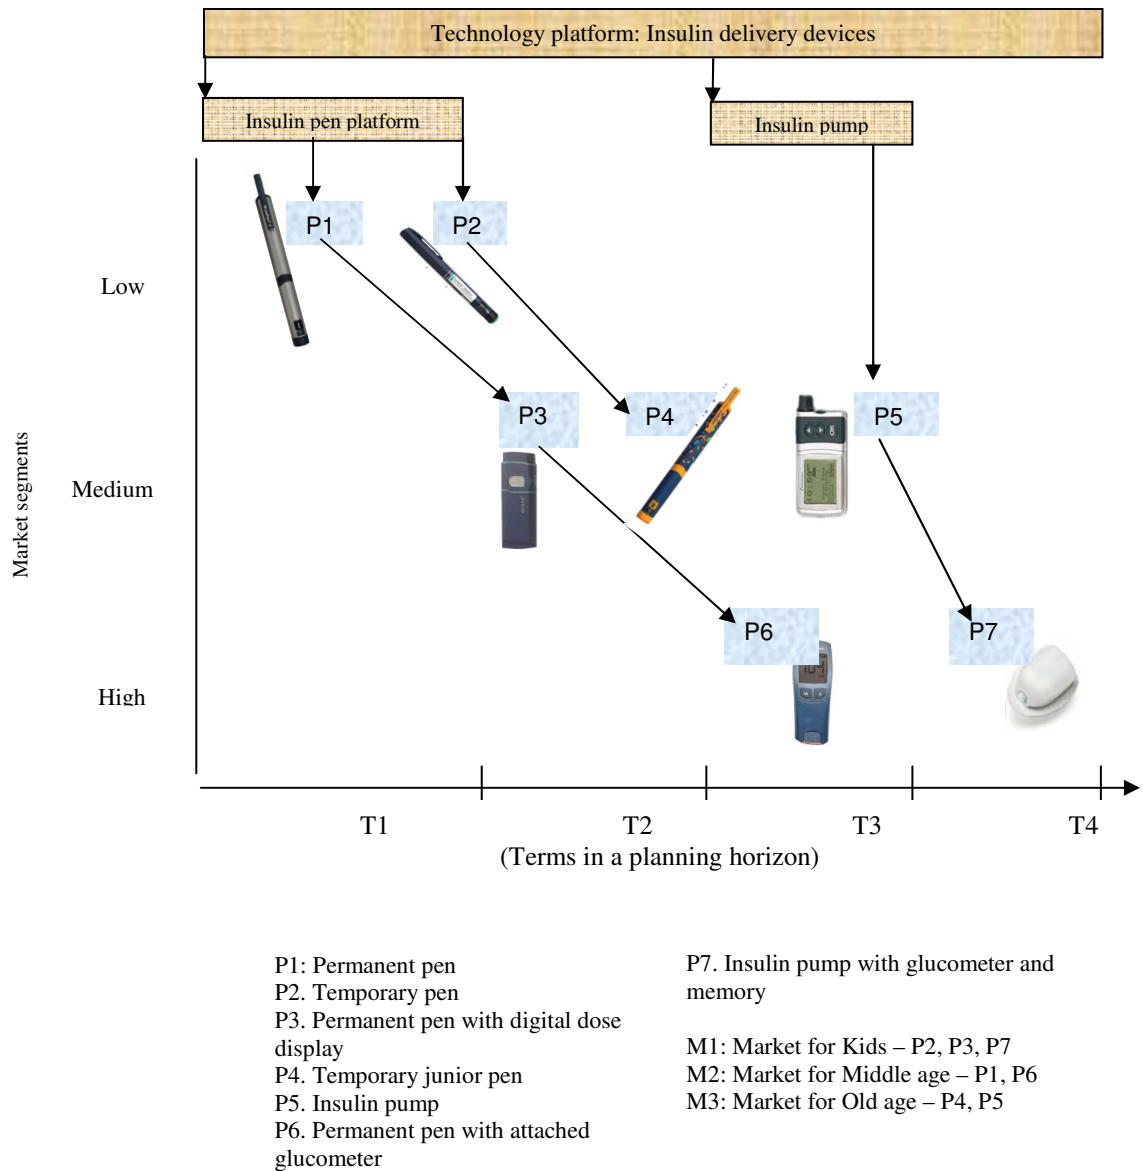 Technology platform: Insulin delivery devices
Insulin pen platform
Insulin pump
P1
P2
Low
P3
P4
P5
Market segments
Medium
P6
P7
High
T1
T2
T3
T4
(Terms in a planning horizon)
P1: Permanent pen
P2. Temporary pen
P3. Permanent pen with digital dose
display
P4. Temporary junior pen
P5. Insulin pump
P6. Permanent pen with attached
glucometer
P7. Insulin pump with glucometer and
memory
M1: Market for Kids – P2, P3, P7
M2: Market for Middle age – P1, P6
M3: Market for Old age – P4, P5